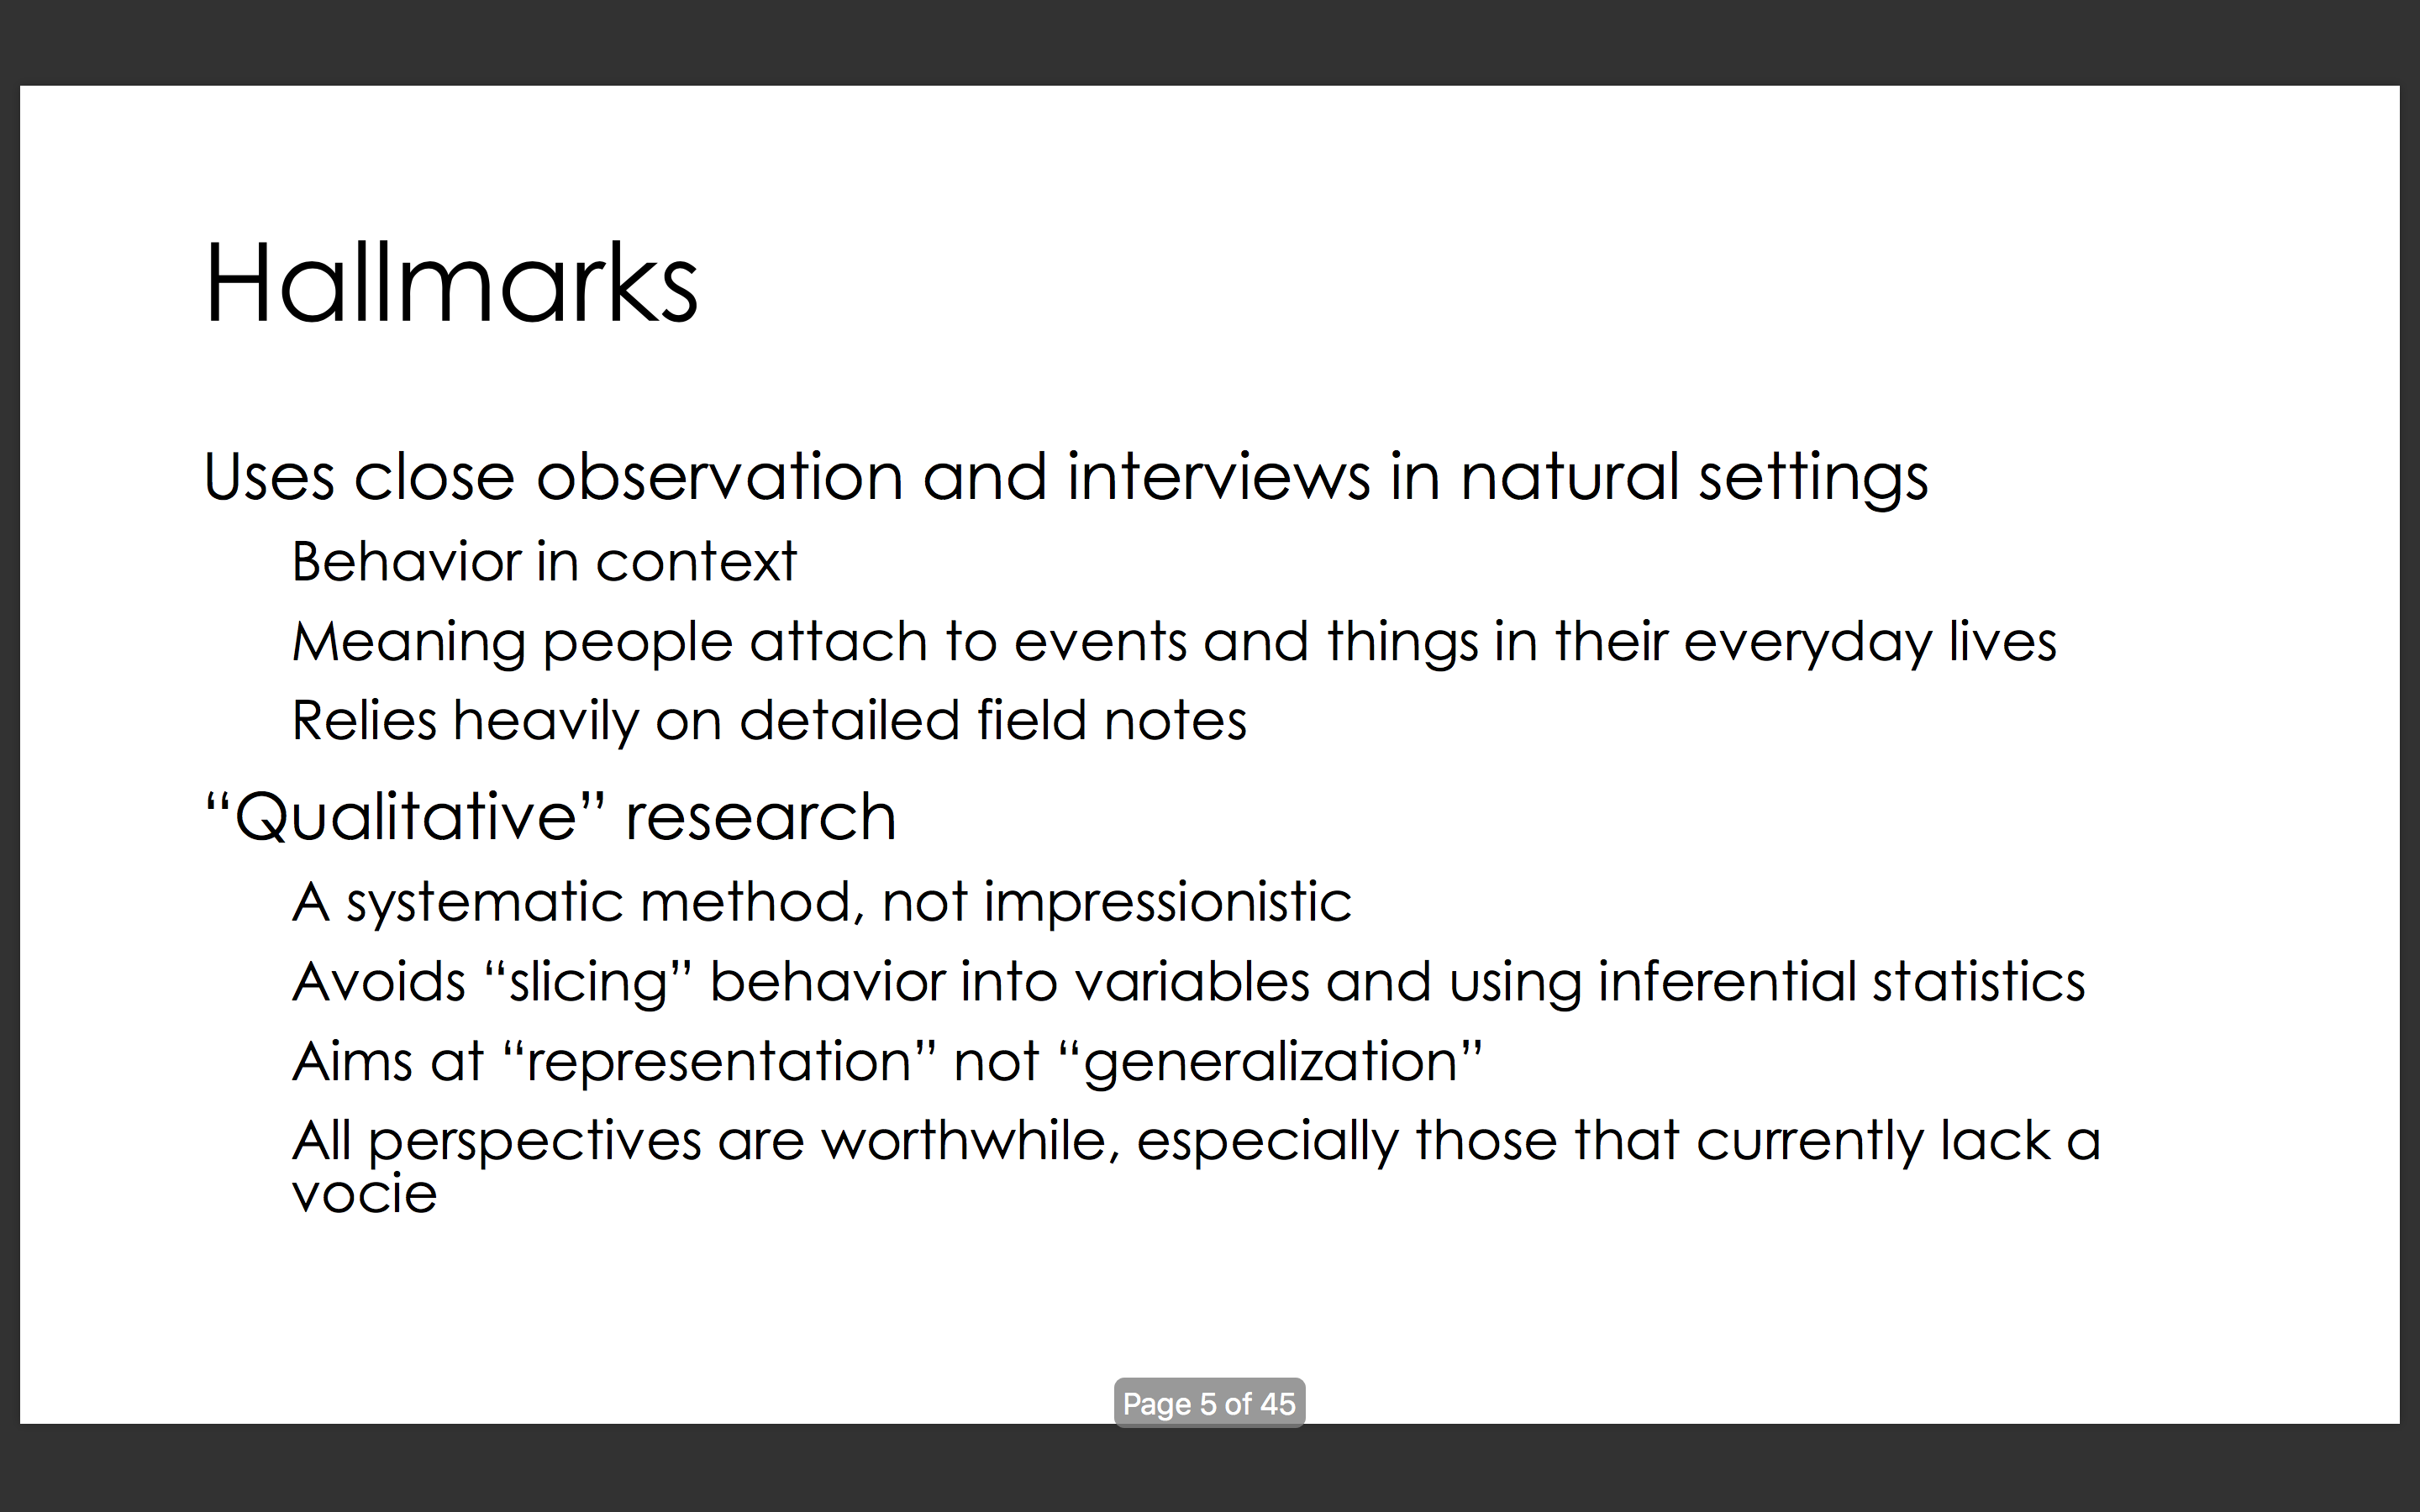 Hallmarks
Uses close observation and interviews in natural settings
Behavior in context
Meaning people attach to events and things in their everyday lives
Relies heavily on detailed field notes
“Qualitative” research
A systematic method, not impressionistic
Avoids “slicing” behavior into variables and using inferential statistics
Aims at “representation” not “generalization”
All perspectives are worthwhile, especially those that currently lack a
vocie
Page 5 of 45